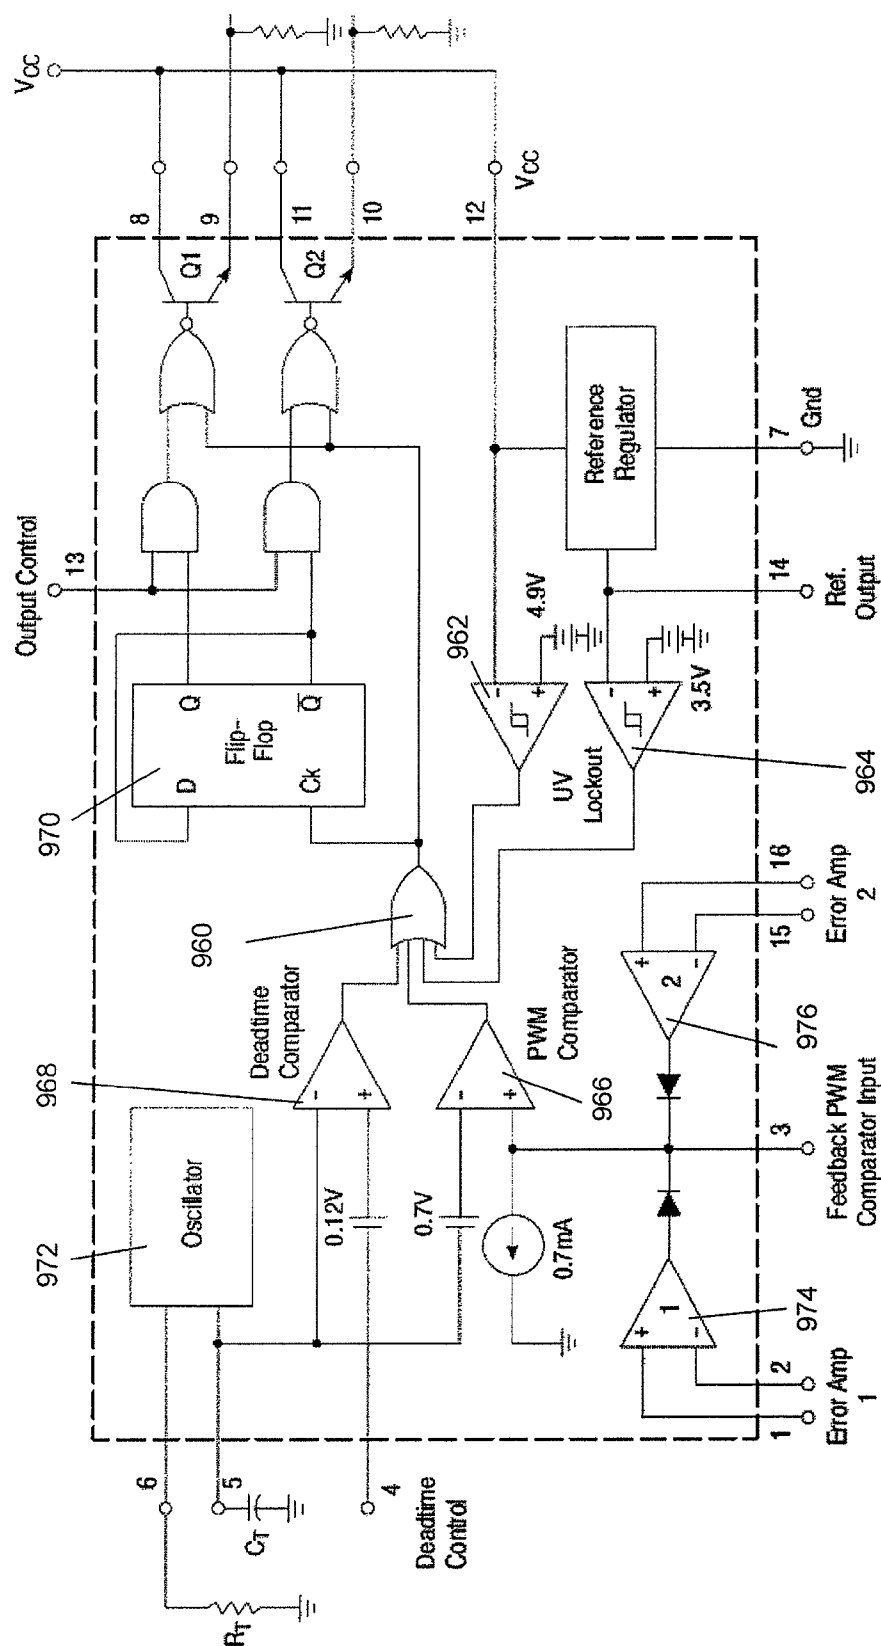 Output Control
13
VCC
8
9
11
10
12
VCC
Q1
Q2
970
Flip-
Flop
D
Q
Ck
Q
972
Oscillator
6
5
RT
CT
4
Deadtime
Control
968
Deadtime
Comparator
-
+
0.12V
0.7V
960
PWM
Comparator
-
+
966
0.7mA
UV
Lockout
962
-
+
4.9V
964
-
+
3.5V
Reference
Regulator
7
Gnd
14
Ref.
Output
1
+
-
974
1
2
Error Amp
1
3
Feedback PWM
Comparator Input
2
+
-
976
15
16
Error Amp
2